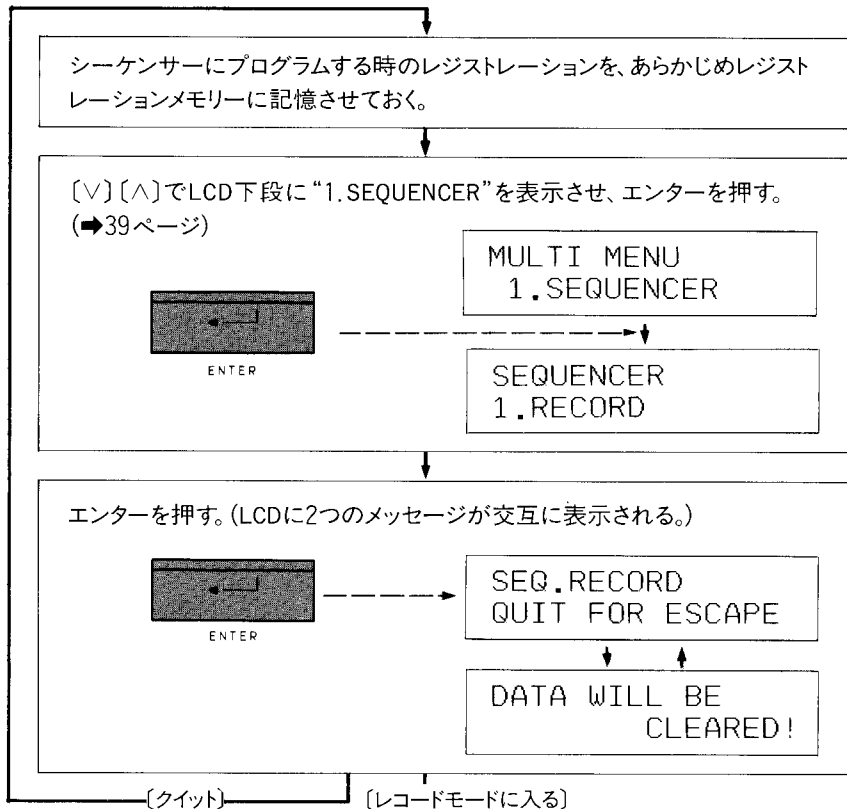 シーケンサーにプログラムする時のレジストレーションを、あらかじめレジスト
レーションメモリーに記憶させておく。
〔∨〕〔∧〕でLCD下段に“1.SEQUENCER”を表示させ、エンターを押す。
(➡39ページ)
MULTI MENU
1.SEQUENCER
ENTER
SEQUENCER
1.RECORD
エンターを押す。(LCDに2つのメッセージが交互に表示される。)
SEQ.RECORD
QUIT FOR ESCAPE
ENTER
DATA WILL BE
CLEARED!
〔クイット〕
〔レコードモードに入る〕